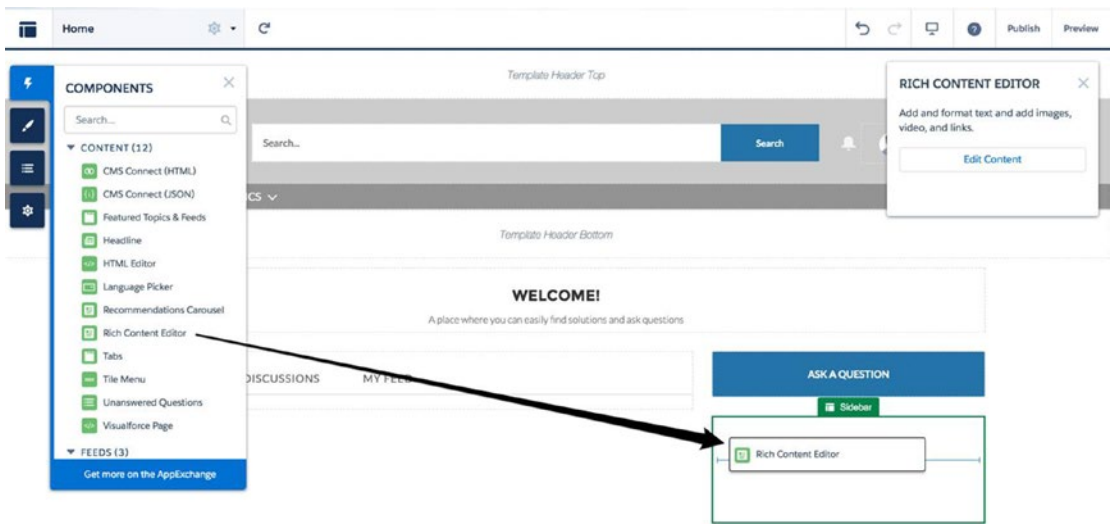 Home
Publish
Preview
COMPONENTS
Search...
CONTENT (12)
CMS Connect (HTML)
CMS Connect (JSON)
Featured Topics & Feeds
Headline
HTML Editor
Language Picker
Recommendations Carousel
Rich Content Editor
Tabs
Tile Menu
Unanswered Questions
Visualforce Page
FEEDS (3)
Get more on the AppExchange
Template Header Top
Search...
Search
CS
Template Header Bottom
WELCOME!
A place where you can easily find solutions and ask questions
DISCUSSIONS
MY FEED
ASK A QUESTION
Sidebar
Rich Content Editor
RICH CONTENT EDITOR
Add and format text and add images,
video, and links.
Edit Content